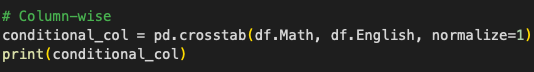 # Column-wise
conditional_col = pd.crosstab(df.Math, df.English, normalize=1)
print(conditional_col)